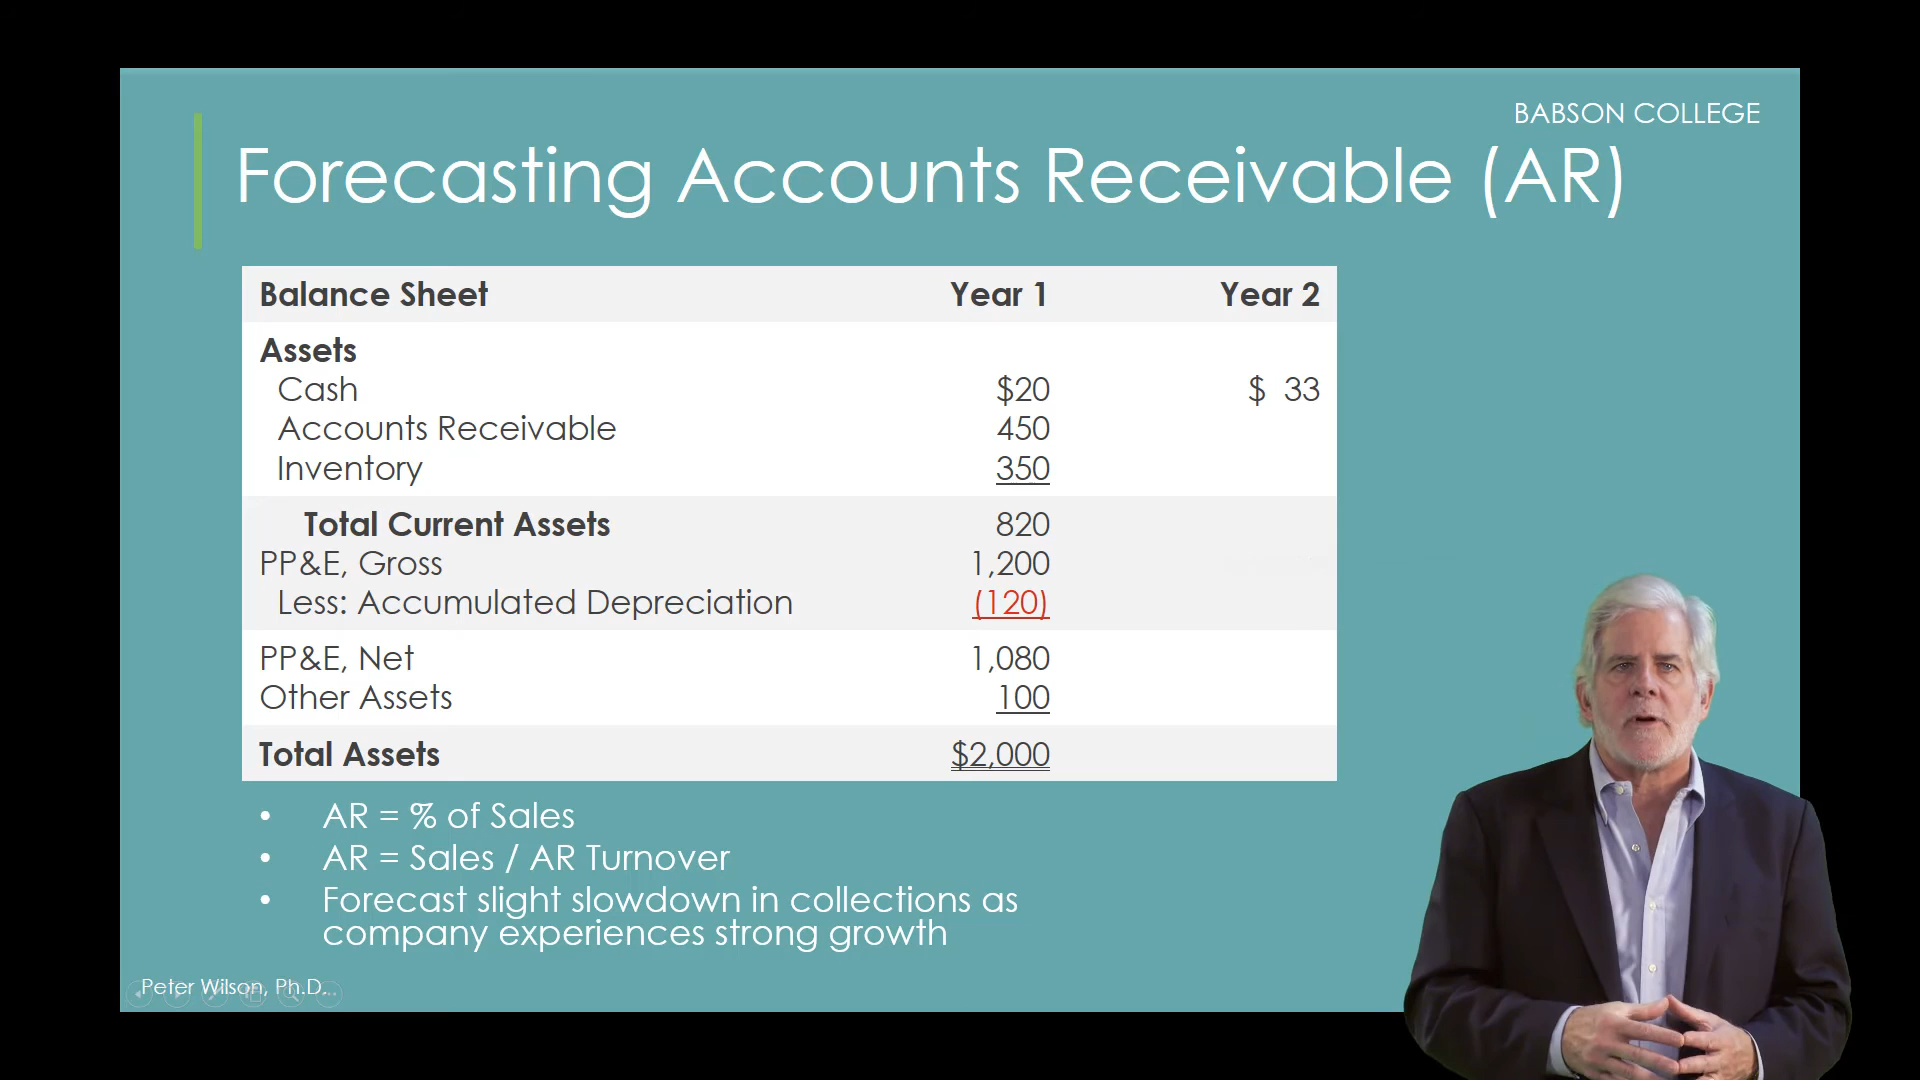 BABSON COLLEGE
Forecasting Accounts Receivable (AR)
Balance Sheet Year 1 Year 2
Assets
Cash $20 $ 33
Accounts Receivable 450
Inventory 350
Total Current Assets 820
PP&E, Gross 1,200
Less: Accumulated Depreciation (120)
PP&E, Net 1,080
Other Assets 100
Total Assets $2,000
• AR = % of Sales
• AR = Sales / AR Turnover
• Forecast slight slowdown in collections as
company experiences strong growth
Peter Wilson, Ph.D.